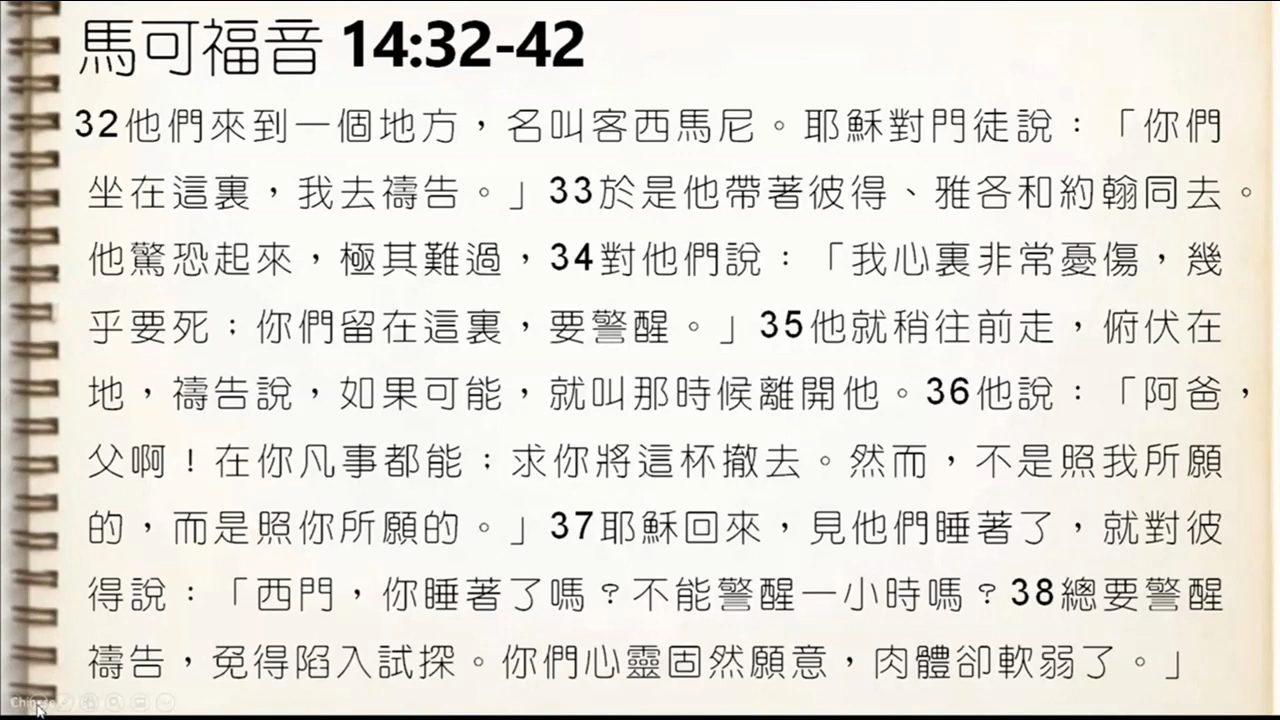 馬可福音 14:32-42
32他們來到一個地方，名叫客西馬尼。耶穌對門徒說：「你們
坐在這裏，我去禱告。」33於是他帶著彼得、雅各和約翰同去。
他驚恐起來，極其難過，34對他們說：「我心裏非常憂傷，幾
乎要死；你們留在這裏，要警醒。」35他就稍往前走，俯伏在
地，禱告說，如果可能，就叫那時候離開他。36他說：「阿爸，
父啊！在你凡事都能；求你將這杯撤去。然而，不是照我所願
的，而是照你所願的。」37耶穌回來，見他們睡著了，就對彼
得說：「西門，你睡著了嗎？不能警醒一小時嗎？38總要警醒
禱告，免得陷入試探。你們心靈固然願意，肉體卻軟弱了。」